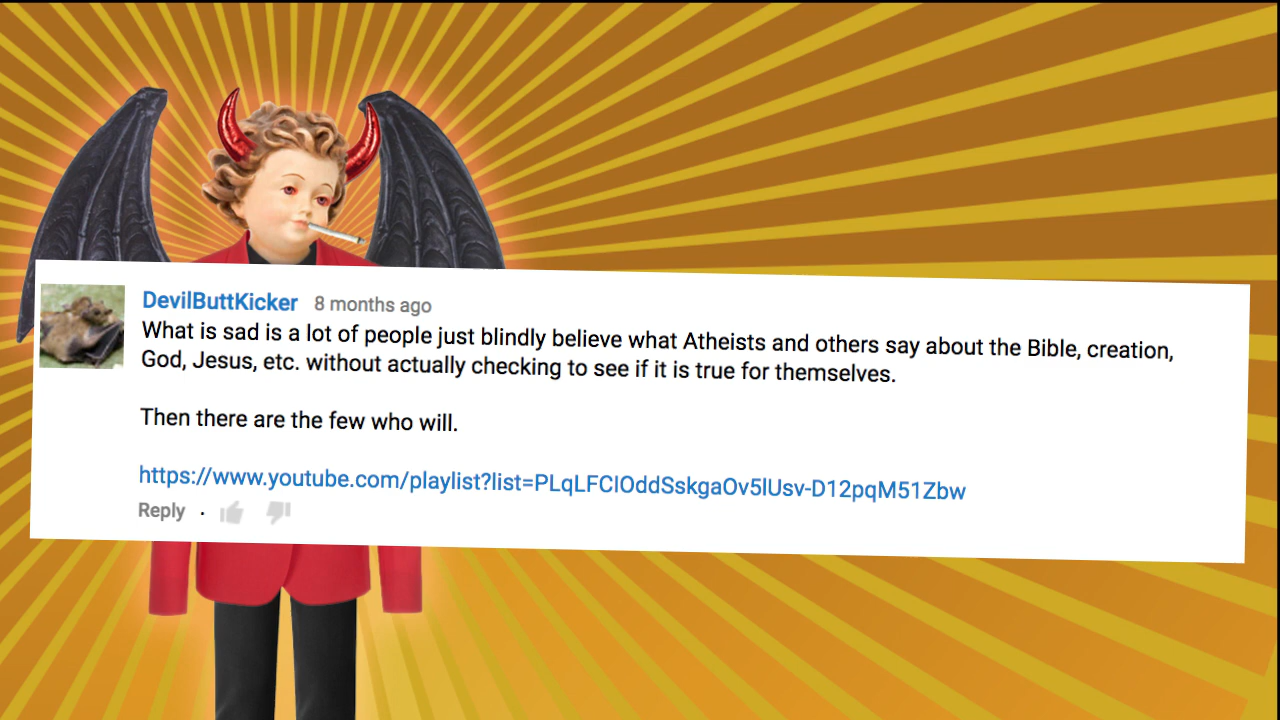 DevilButtKicker 8 months ago
What is sad is a lot of people just blindly believe what Atheists and others say about the Bible, creation,
God, Jesus, etc. without actually checking to see if it is true for themselves.
Then there are the few who will.
https://www.youtube.com/playlist?list=PLqLFCIOddSskgaOv5lUsv-D12pqM51Zbw
Reply ·